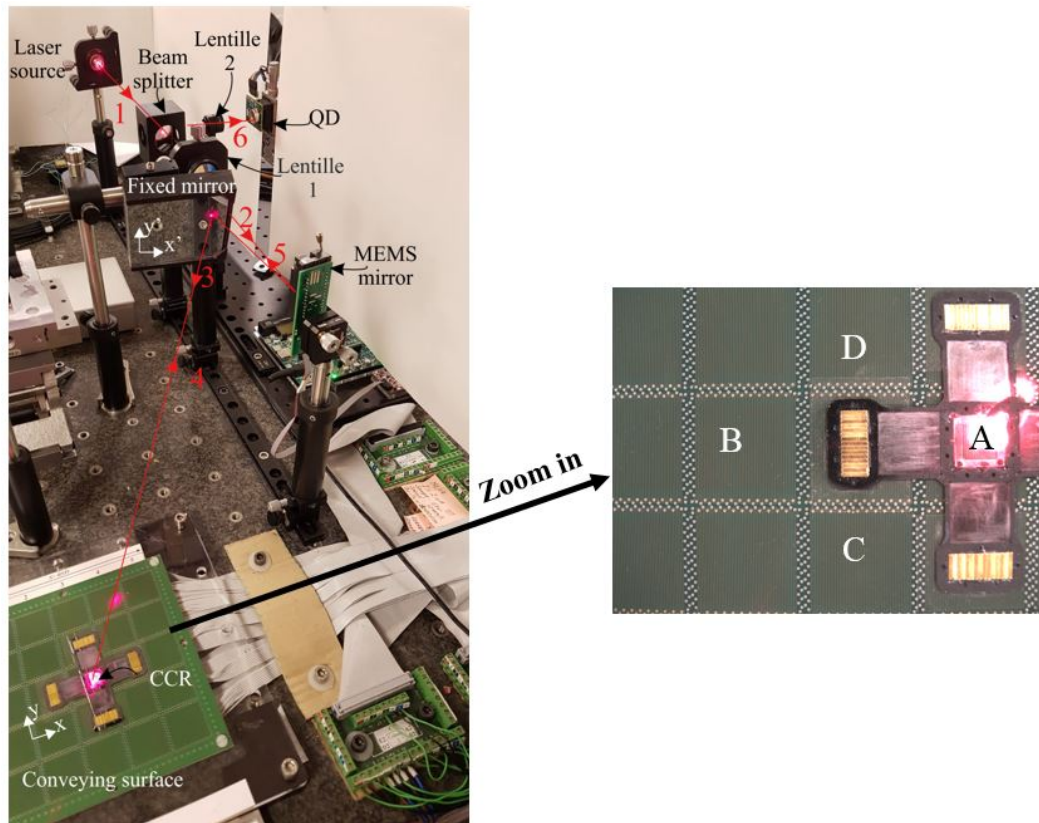 Laser
source
Beam
splitter
Lentille
2
1
6
QD
Lentille
1
Fixed mirror
y'
x'
2
5
MEMS
mirror
3
4
Zoom in
CCR
y
x
Conveying surface
D
B
A
C